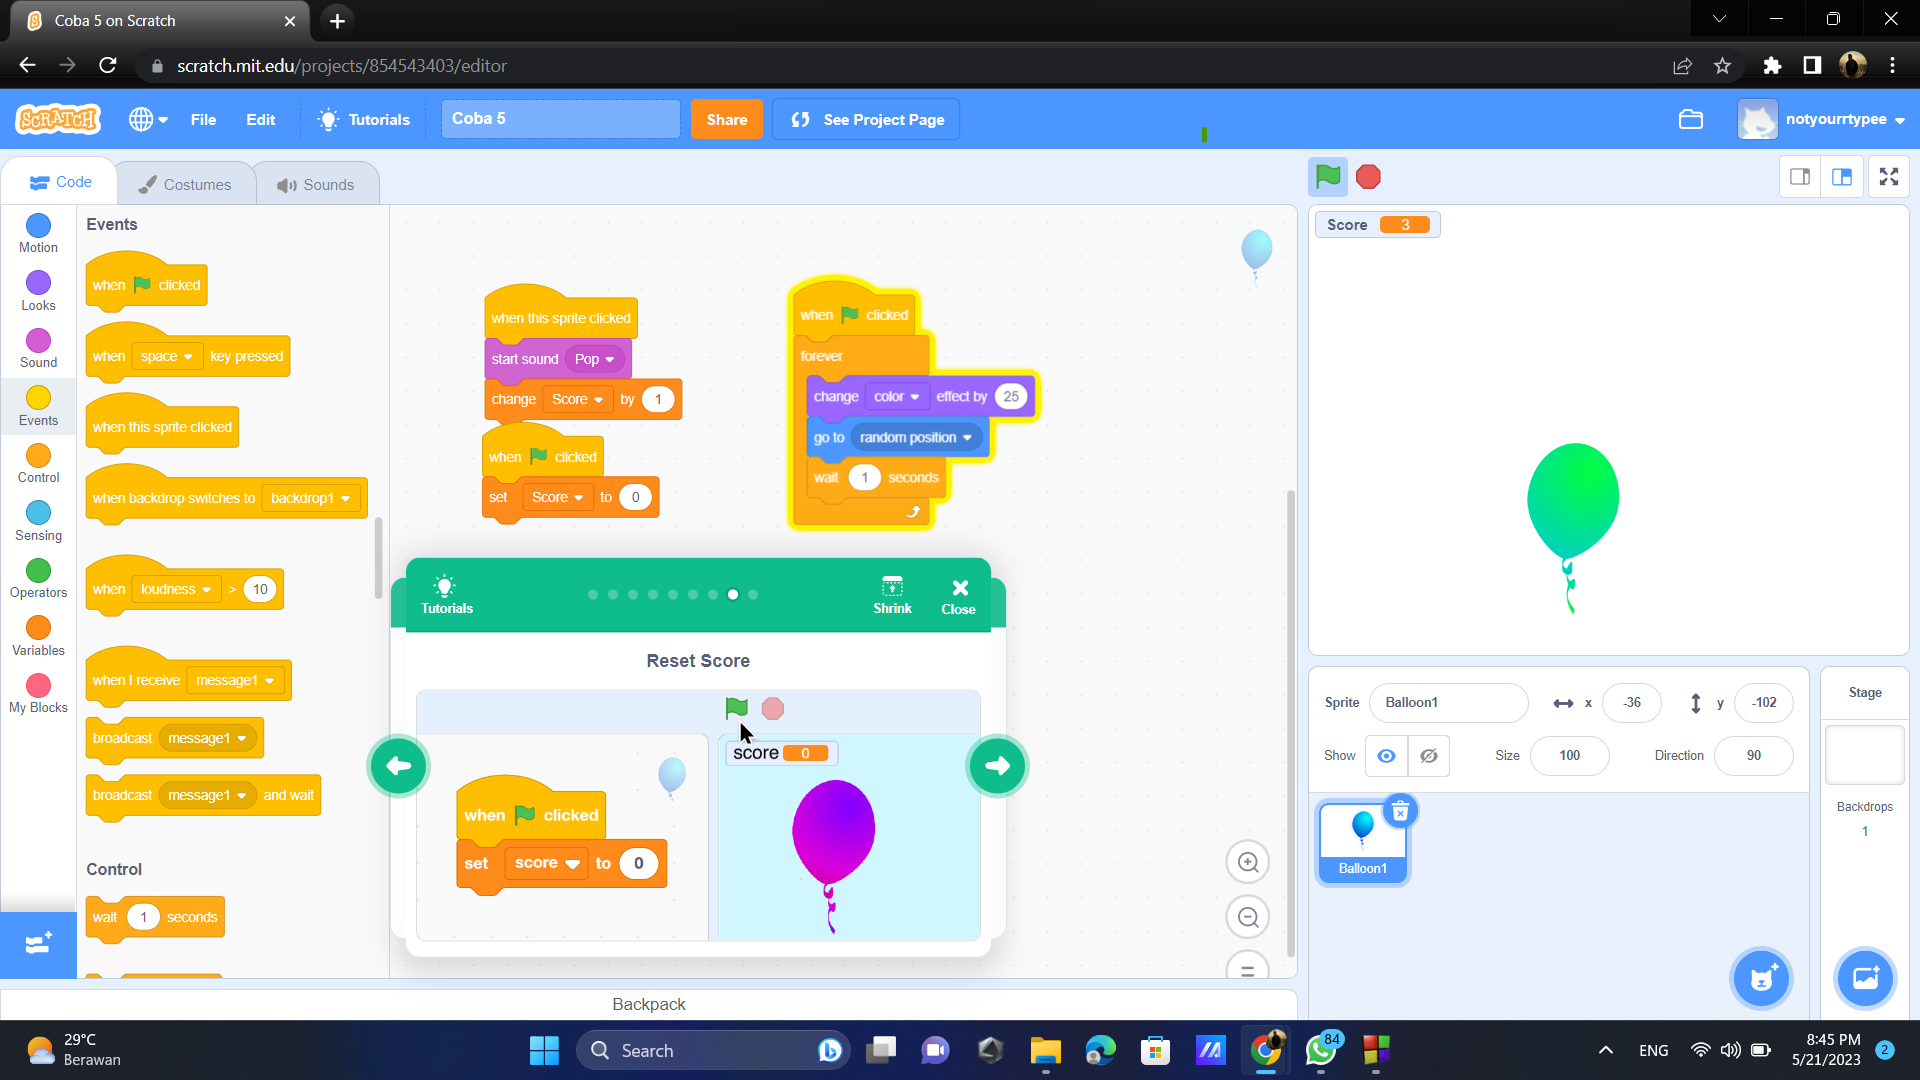 Coba 5 on Scratch
scratch.mit.edu/projects/854543403/editor
SCRATCH
File
Edit
Tutorials
Coba 5
Share
See Project Page
notyourrtypee
Code
Costumes
Sounds
Motion
Looks
Sound
Events
Control
Sensing
Operators
Variables
My Blocks
Events
when clicked
when space key pressed
when this sprite clicked
when backdrop switches to backdrop1
when loudness > 10
when I receive message1
broadcast message1
broadcast message1 and wait
Control
wait 1 seconds
when this sprite clicked
start sound Pop
change Score by 1
when clicked
set Score to 0
when clicked
forever
change color effect by 25
go to random position
wait 1 seconds
Tutorials
Shrink
Close
Reset Score
score 0
when clicked
set score to 0
Backpack
Score 3
Sprite Balloon1 x -36 y -102
Show Size 100 Direction 90
Balloon1
Stage
Backdrops
1
29°C
Berawan
Search
84
ENG
8:45 PM
5/21/2023
2